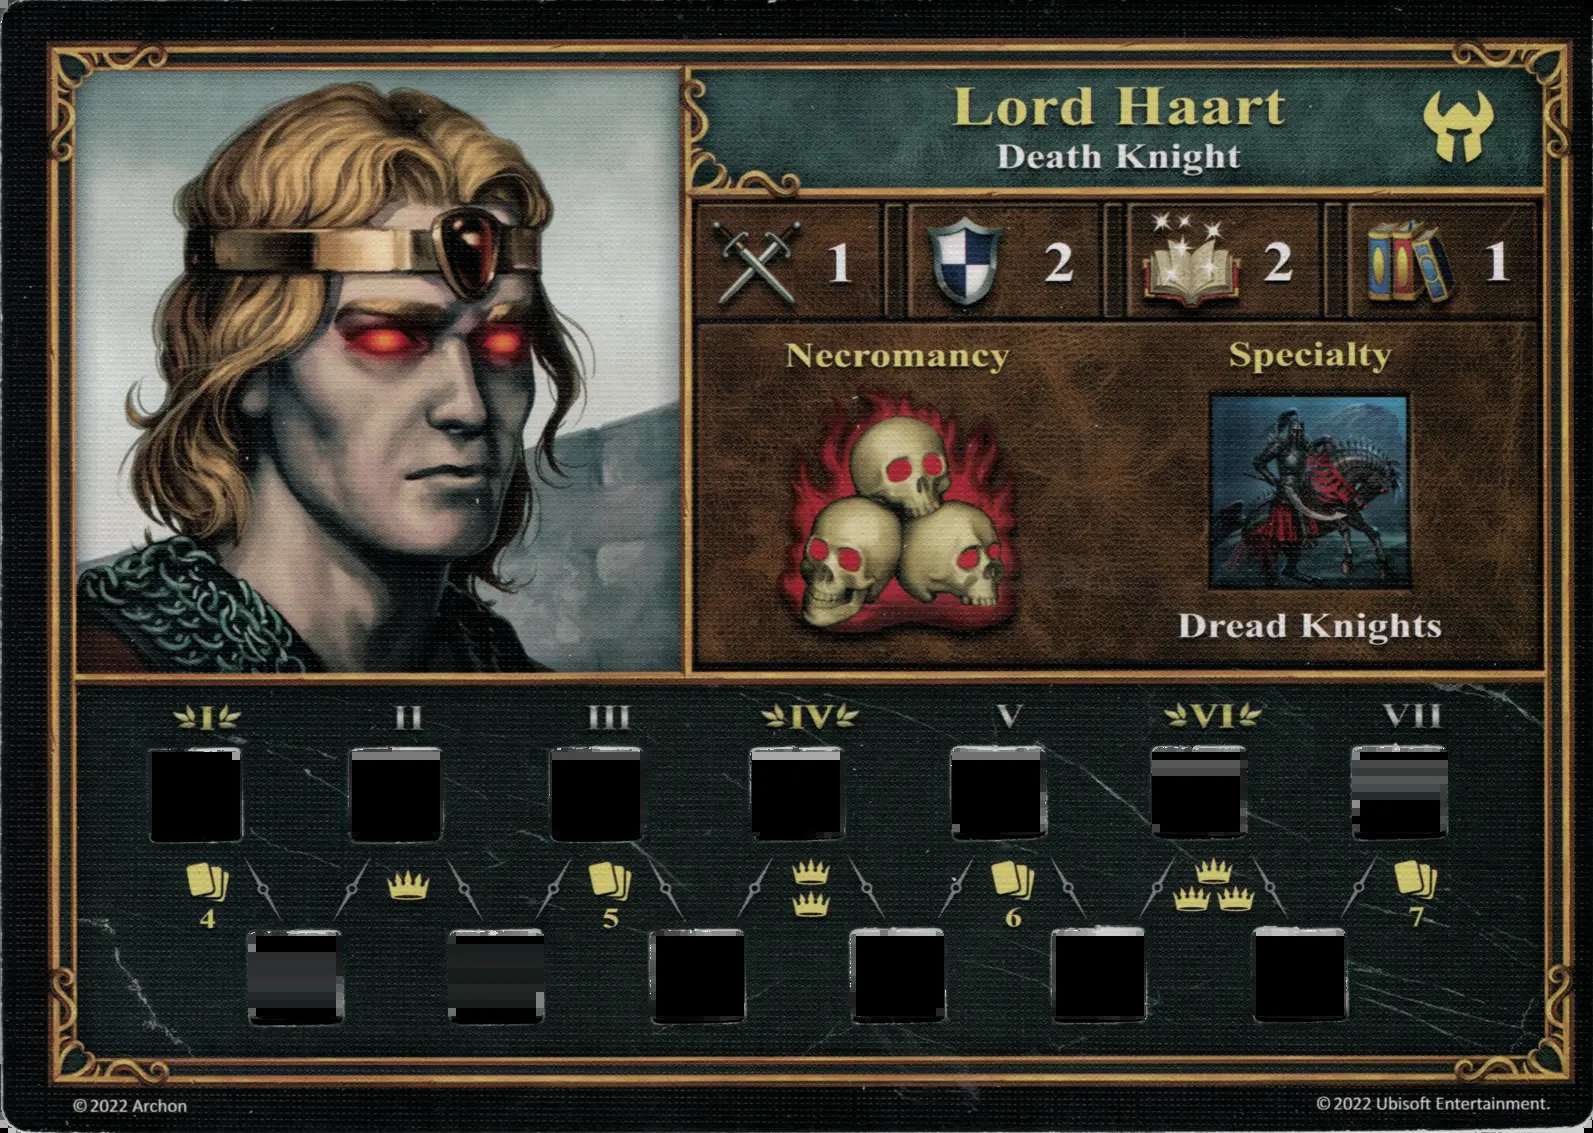 Lord Haart
Death Knight
1 2 2 1
Necromancy Specialty
Dread Knights
I II III IV V VI VII
4 5 6 7
©2022 Archon ©2022 Ubisoft Entertainment.